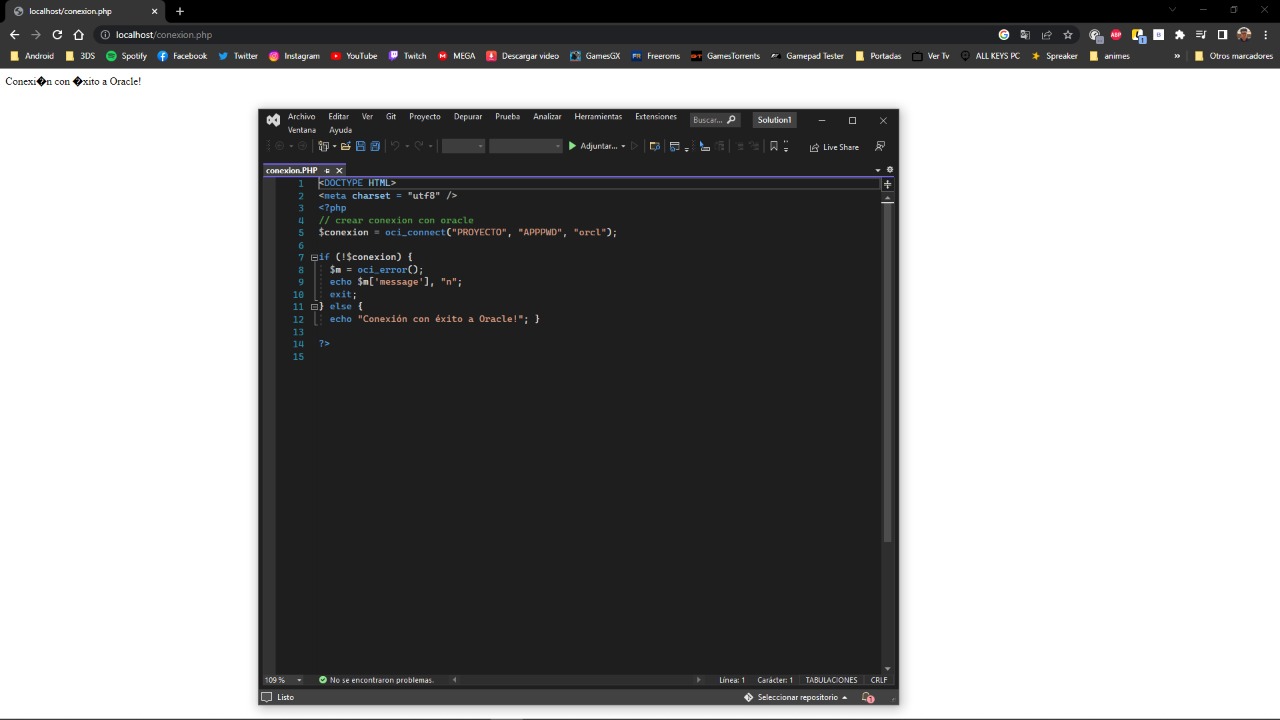 localhost/conexion.php
localhost/conexion.php
Android 3DS Spotify Facebook Twitter Instagram YouTube Twitch MEGA Descargar video GamesGX Freeroms GamesTorrents Gamepad Tester Portadas Ver Tv ALL KEYS PC Spreaker animes » Otros marcadores
Conexi�n con �xito a Oracle!
Archivo Editar Ver Git Proyecto Depurar Prueba Analizar Herramientas Extensiones Buscar... Solution1
Ventana Ayuda
Adjuntar... Live Share
conexion.PHP
1 <DOCTYPE HTML>
2 <meta charset = "utf8" />
3 <?php
4 // crear conexion con oracle
5 $conexion = oci_connect("PROYECTO", "APPPWD", "orcl");
6
7 if (!$conexion) {
8 $m = oci_error();
9 echo $m['message'], "n";
10 exit;
11 } else {
12 echo "Conexión con éxito a Oracle!"; }
13
14 ?>
15
109 % No se encontraron problemas. Línea: 1 Carácter: 1 TABULACIONES CRLF
Listo Seleccionar repositorio 1